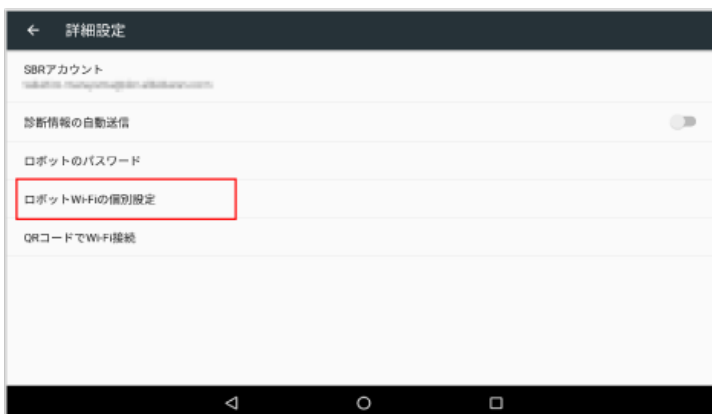 詳細設定
SBRアカウント
診断情報の自動送信
ロボットのパスワード
ロボットWi-Fiの個別設定
QRコードでWi-Fi接続